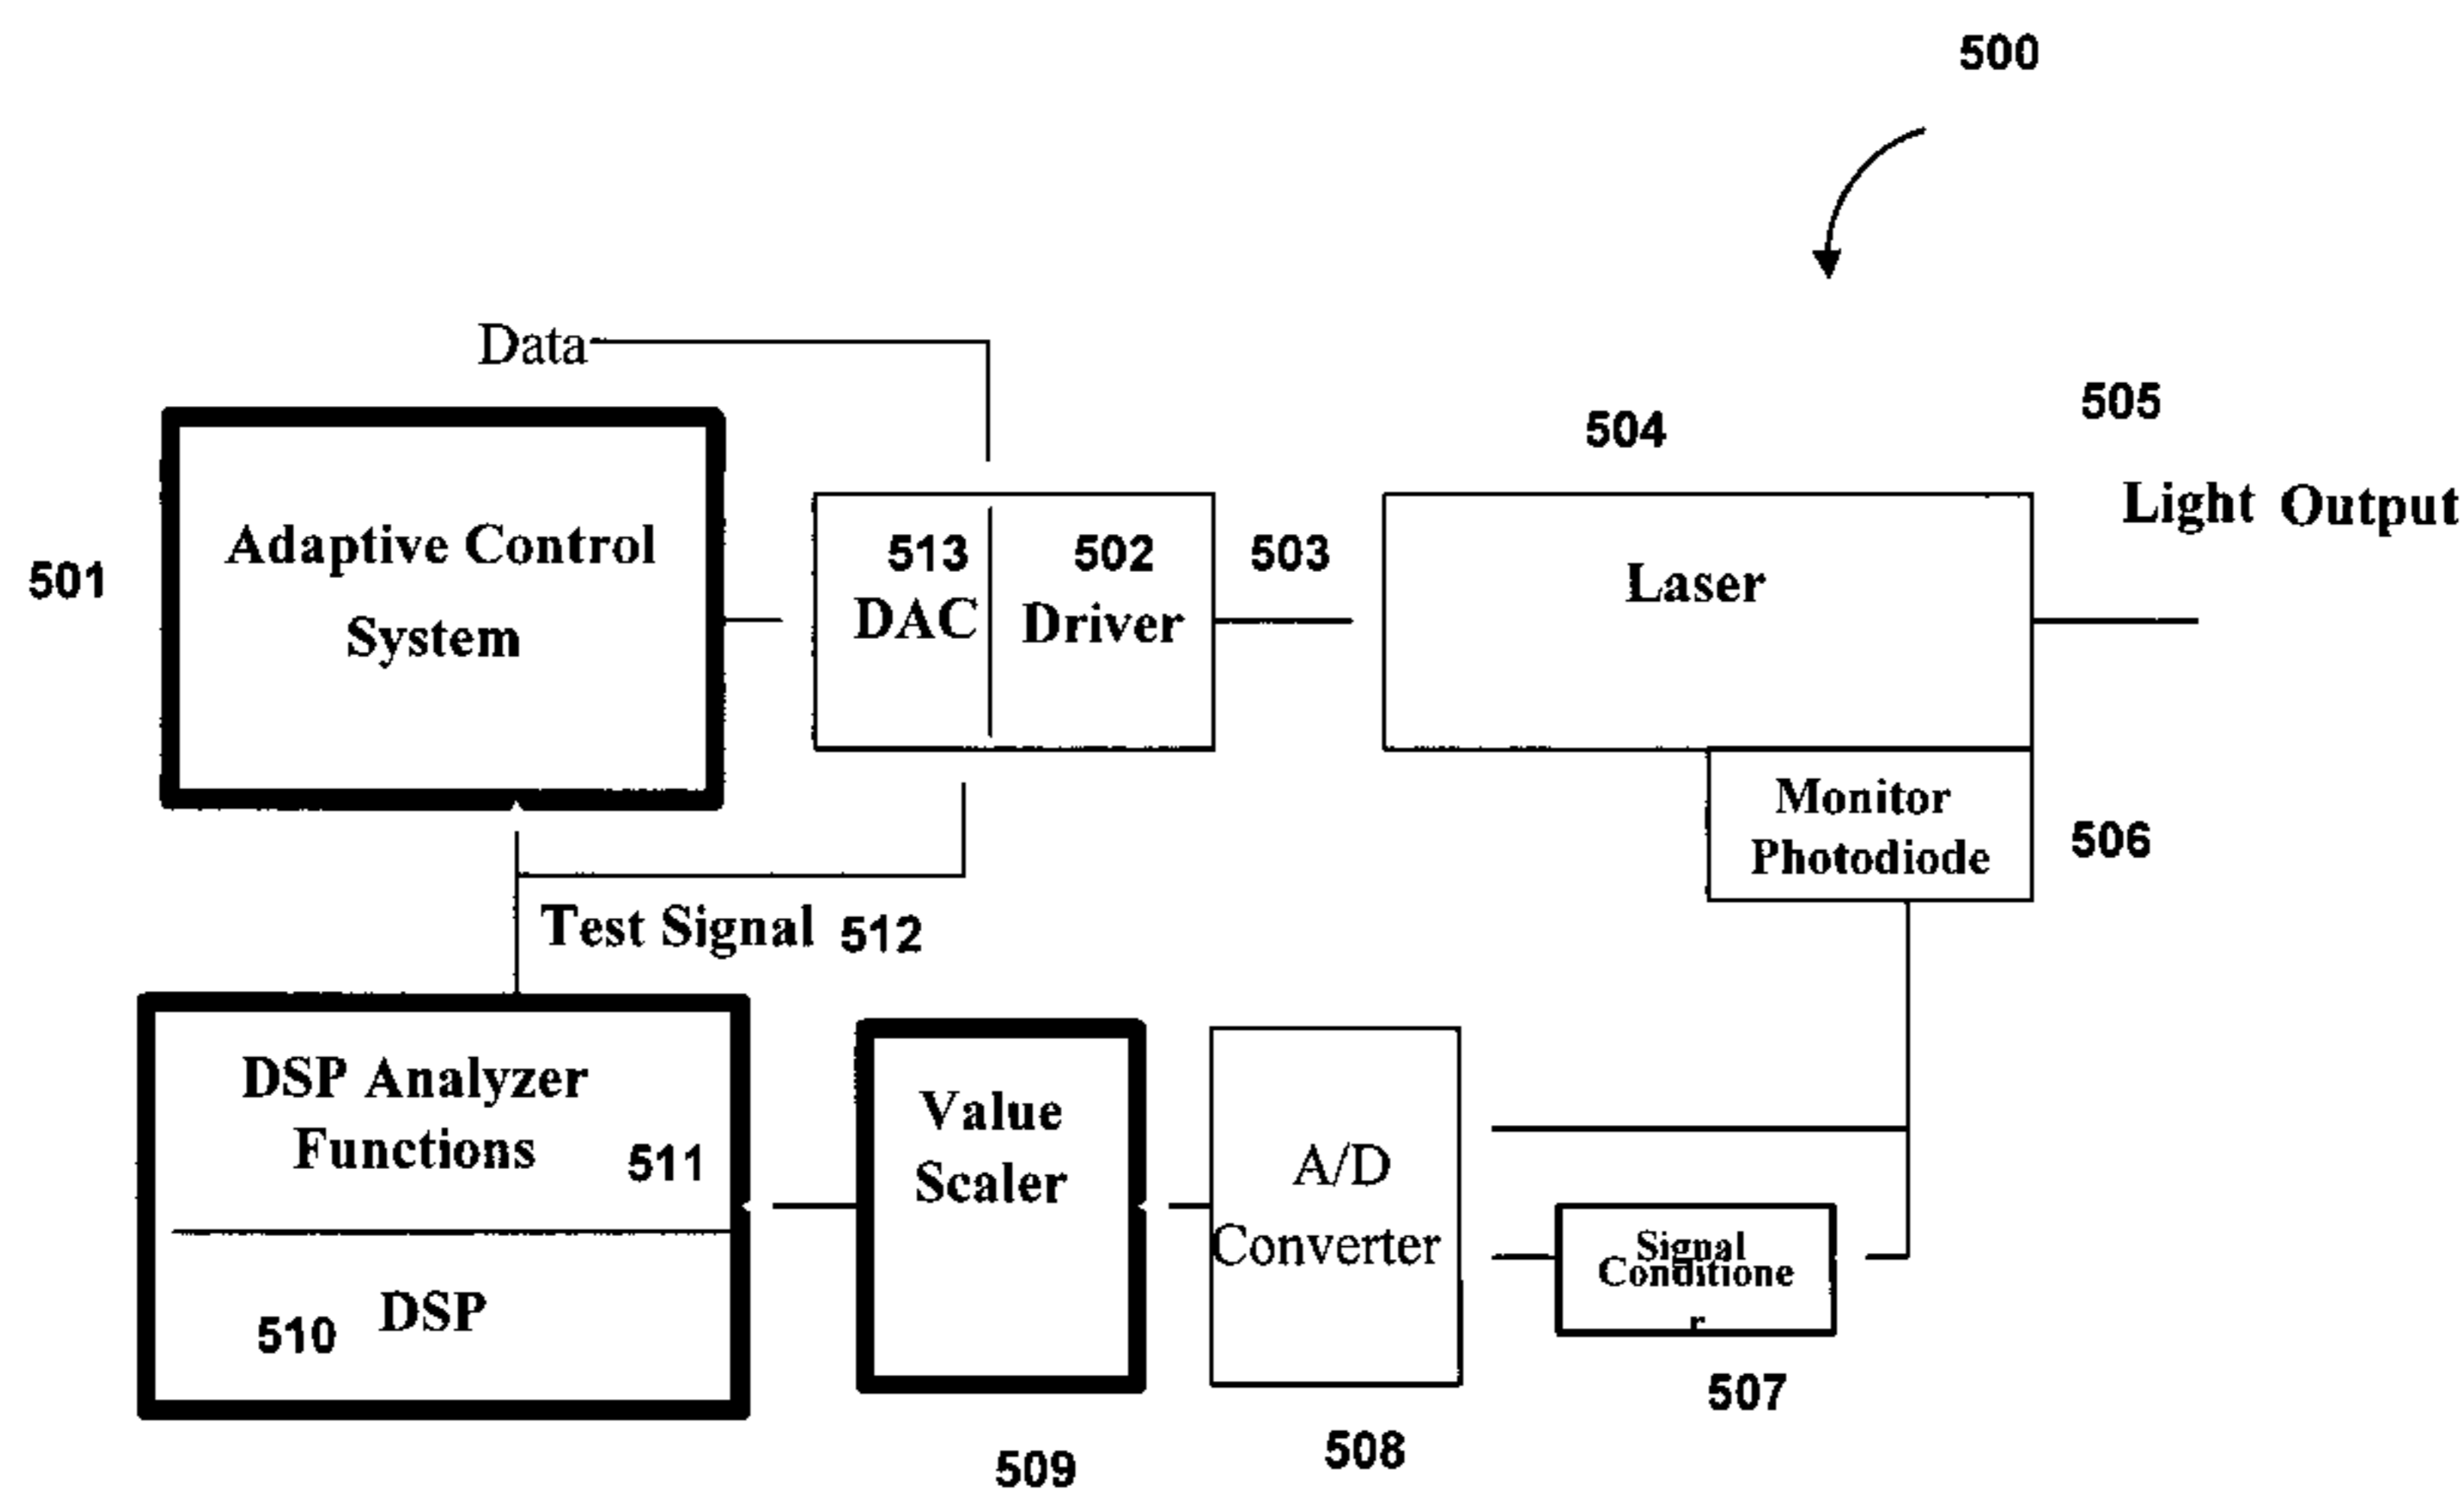 500
Data
504
505
Light Output
501
Adaptive Control
System
513
DAC
502
Driver
503
Laser
Monitor
Photodiode
506
Test Signal 512
DSP Analyzer
Functions
511
510 DSP
Value
Scaler
509
A/D
Converter
508
Signal
Conditione
r
507